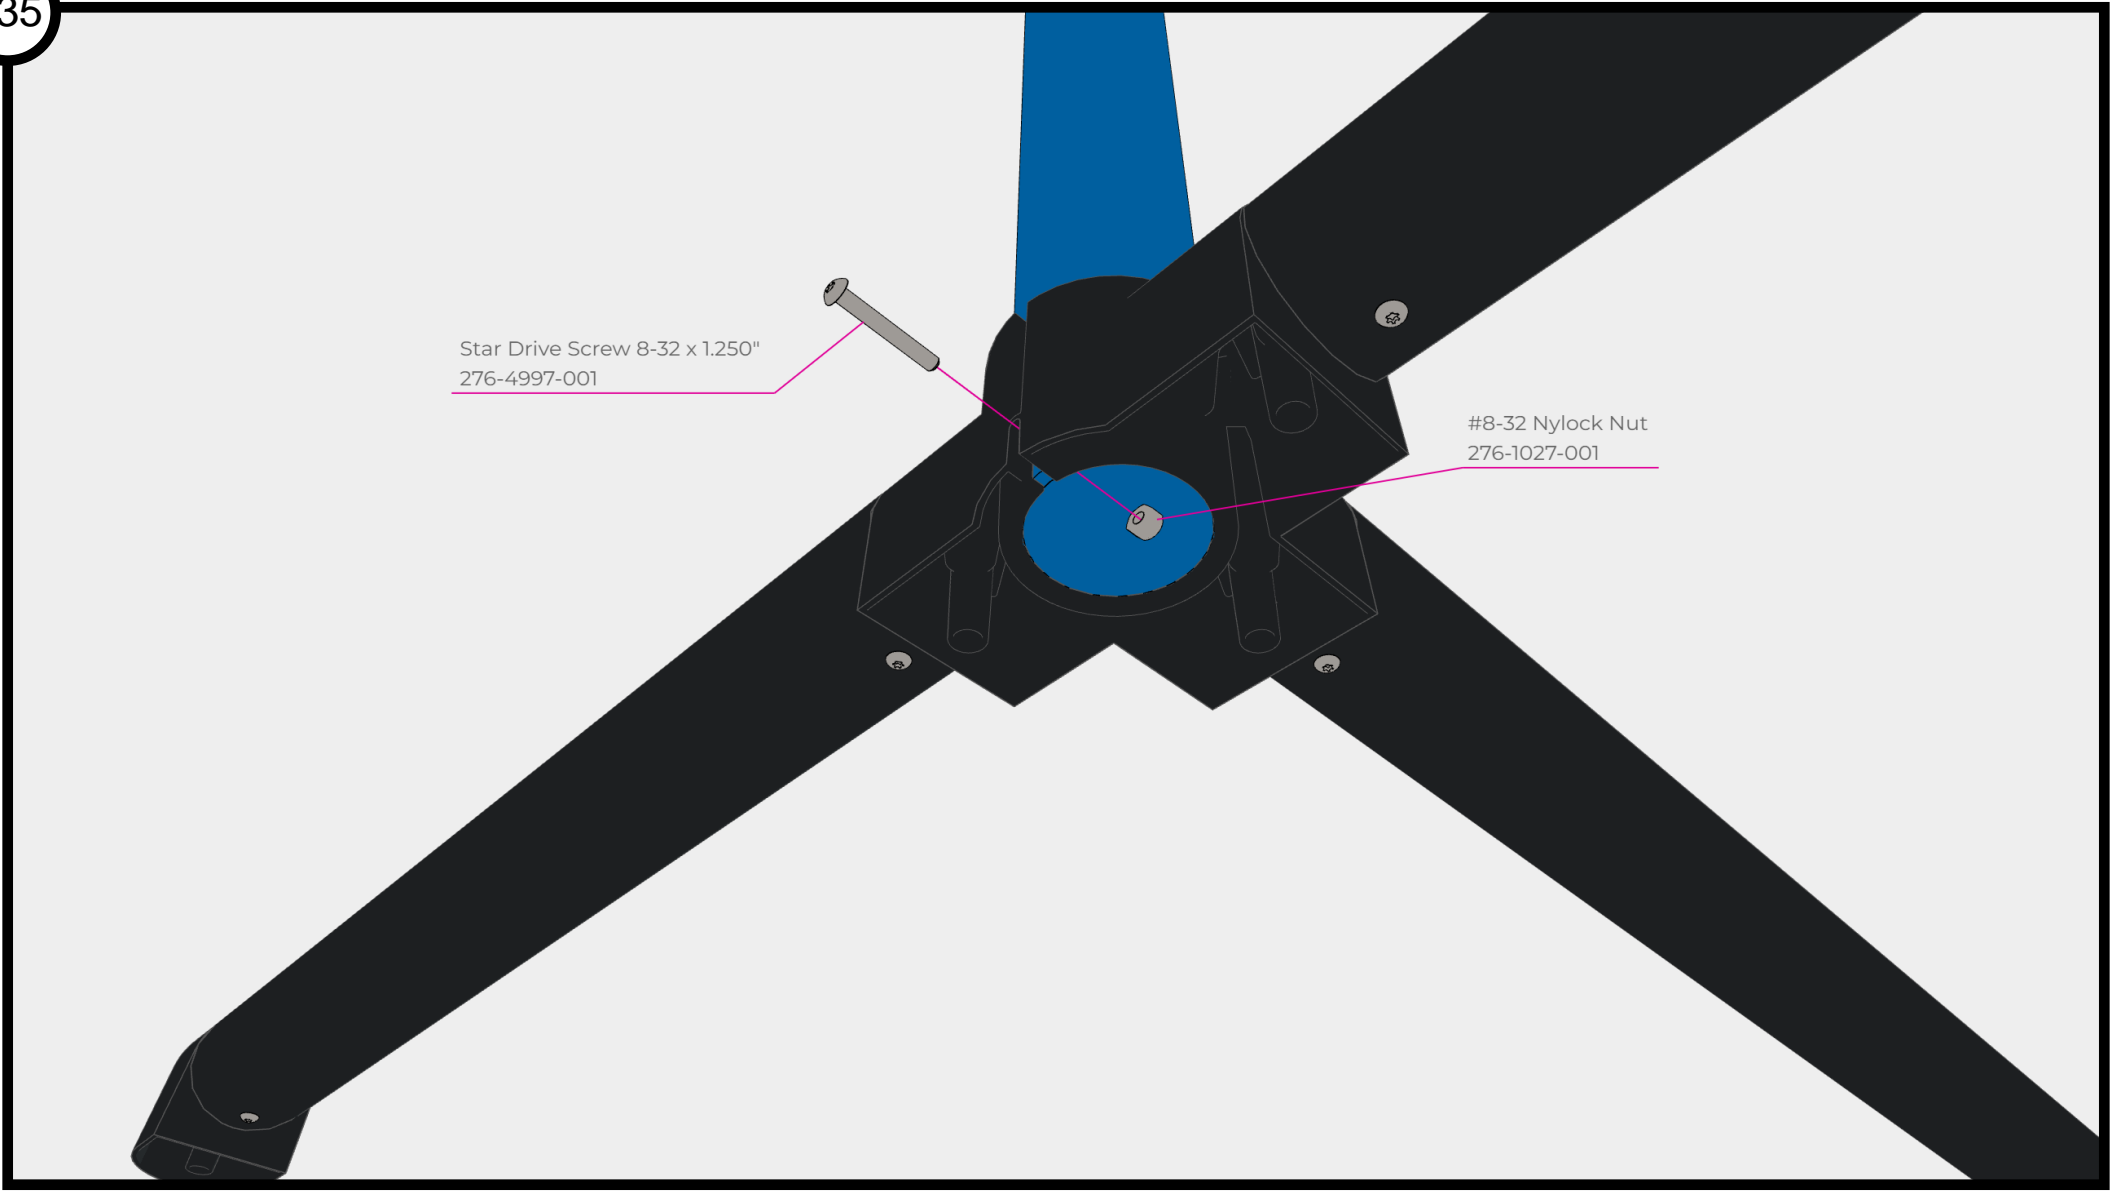 35
Star Drive Screw 8-32 x 1.250"
276-4997-001
#8-32 Nylock Nut
276-1027-001